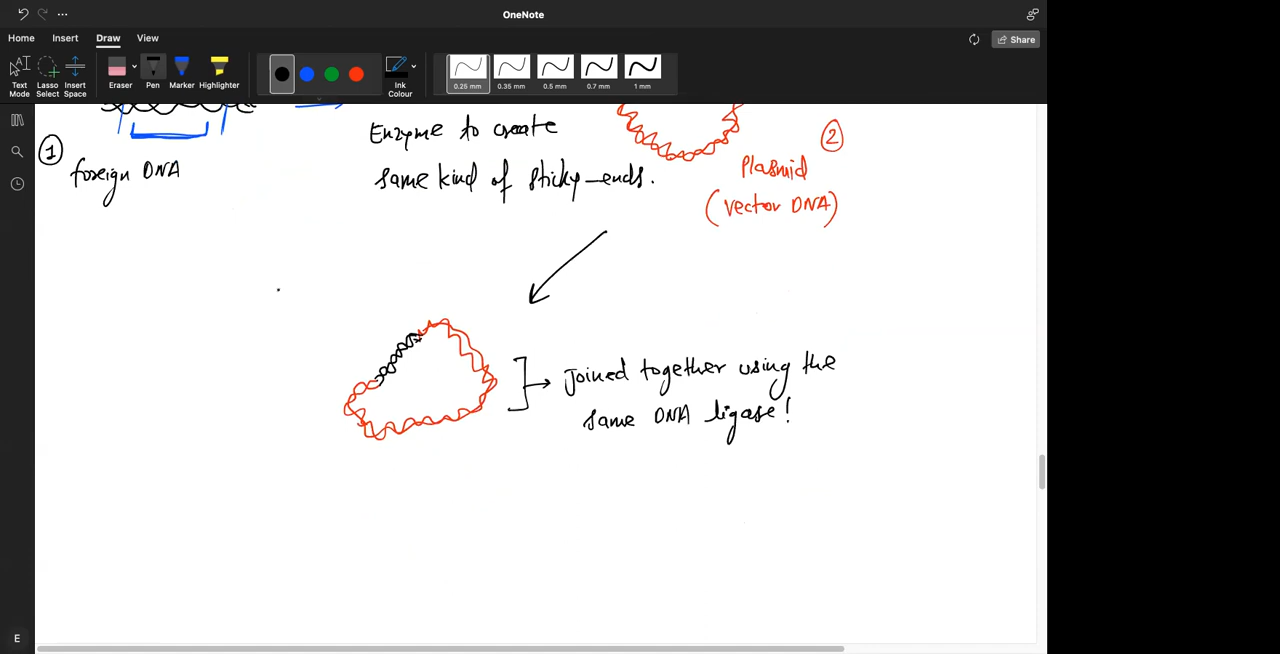 OneNote
Home Insert Draw View
Share
Text Mode
Lasso Select
Insert Space
Eraser
Pen
Marker
Highlighter
Ink Colour
0.25 mm
0.35 mm
0.5 mm
0.7 mm
1 mm
1
foreign DNA
Enzyme to create
same kind of sticky-ends.
2
Plasmid
(vector DNA)
Joined together using the
same DNA ligase!
E